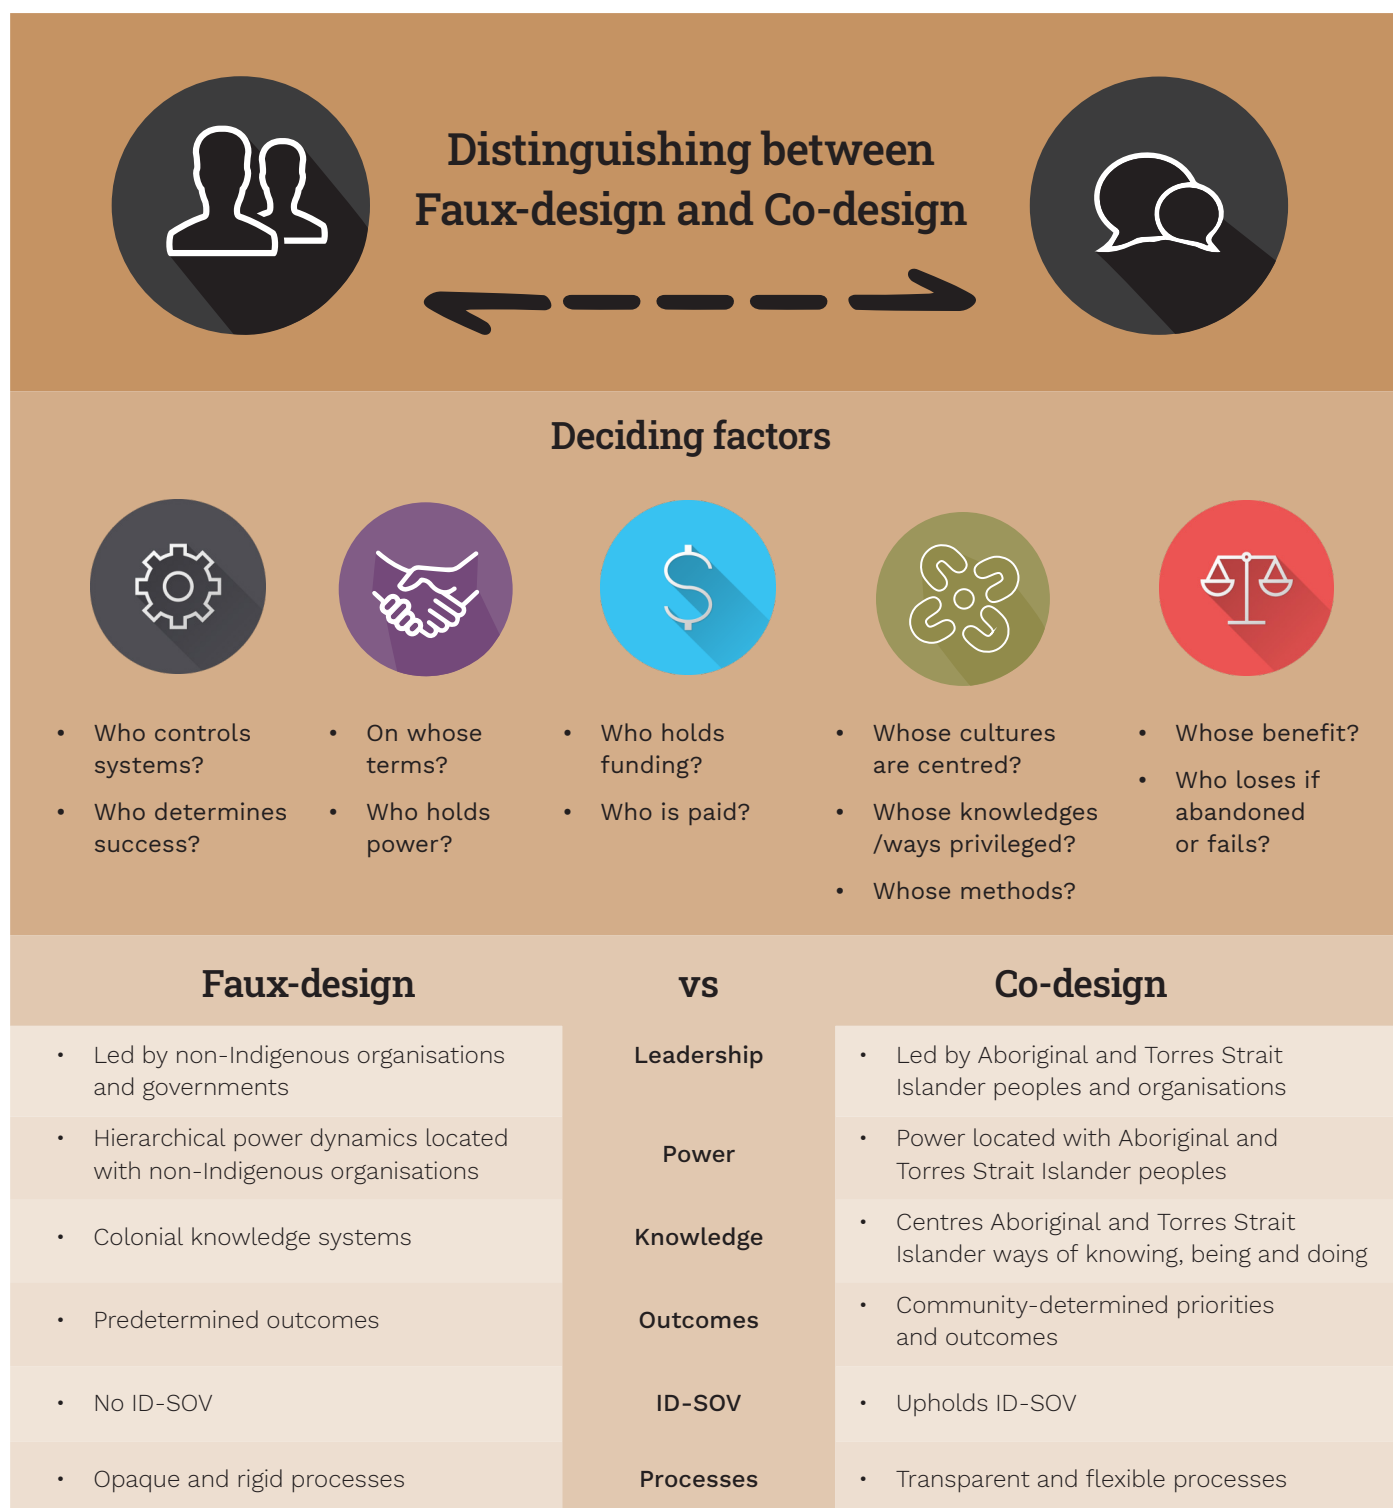 Distinguishing between
Faux-design and Co-design
Deciding factors
• Who controls
systems?
• Who determines
success?
• On whose
terms?
• Who holds
power?
• Who holds
funding?
• Who is paid?
• Whose cultures
are centred?
• Whose knowledges
/ways privileged?
• Whose methods?
• Whose benefit?
• Who loses if
abandoned
or fails?
Faux-design vs Co-design
• Led by non-Indigenous organisations
and governments
Leadership
• Led by Aboriginal and Torres Strait
Islander peoples and organisations
• Hierarchical power dynamics located
with non-Indigenous organisations
Power
• Power located with Aboriginal and
Torres Strait Islander peoples
• Colonial knowledge systems
Knowledge
• Centres Aboriginal and Torres Strait
Islander ways of knowing, being and doing
• Predetermined outcomes
Outcomes
• Community-determined priorities
and outcomes
• No ID-SOV
ID-SOV
• Upholds ID-SOV
• Opaque and rigid processes
Processes
• Transparent and flexible processes